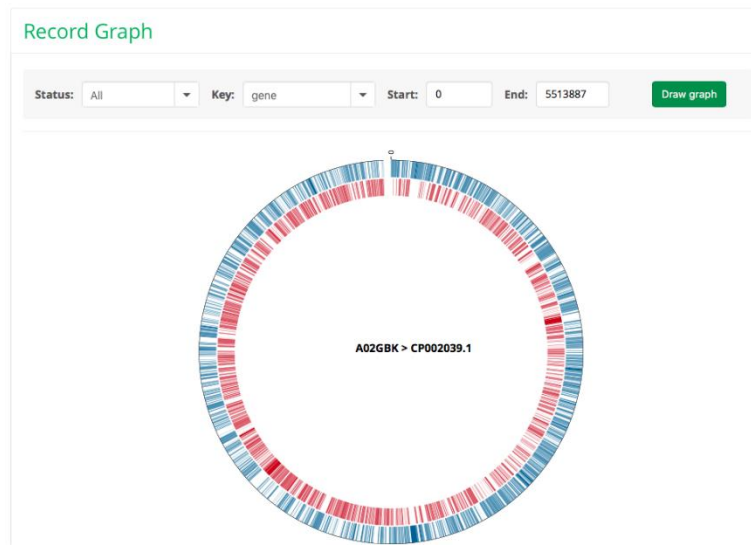 Record Graph
Status: All Key: gene Start: 0 End: 5513887 Draw graph
0
A02GBK > CP002039.1